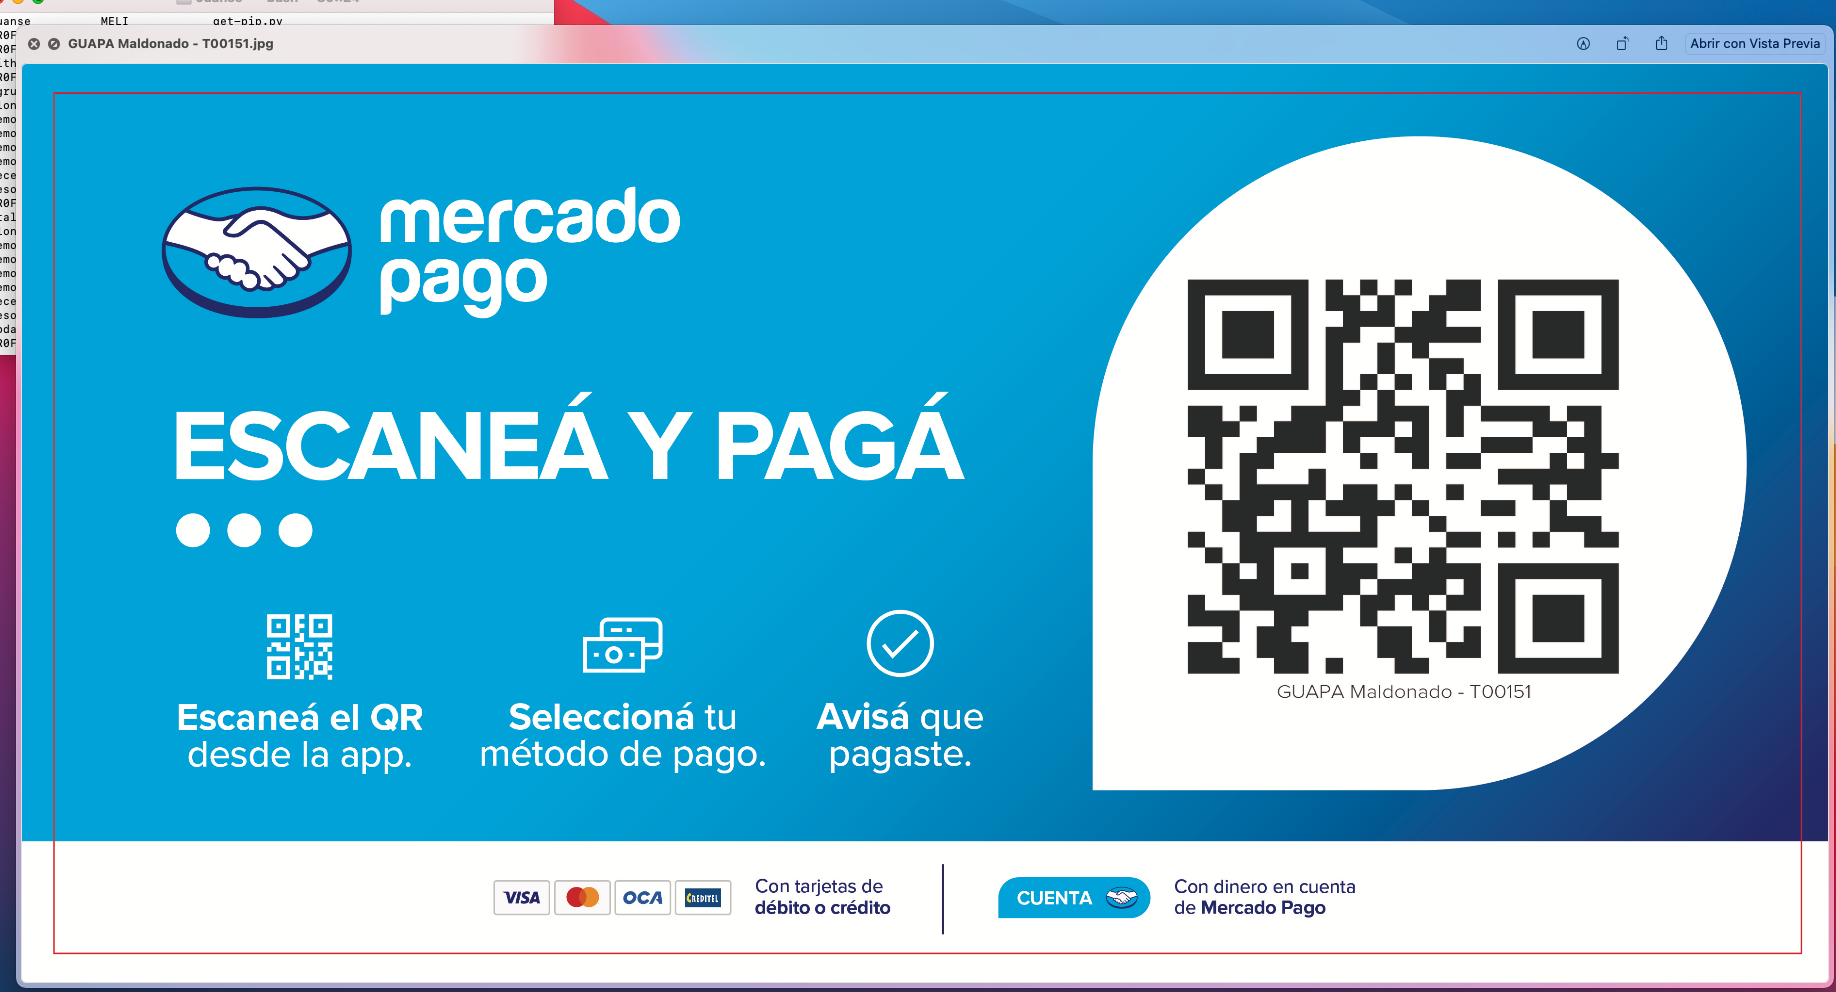 MELI
get-pip.py
GUAPA Maldonado - T00151.jpg
Abrir con Vista Previa
mercado
pago
ESCANEÁ Y PAGÁ
Escaneá el QR
desde la app.
Seleccioná tu
método de pago.
Avisá que
pagaste.
GUAPA Maldonado - T00151
VISA
OCA
CREDITEL
Con tarjetas de
débito o crédito
CUENTA
Con dinero en cuenta
de Mercado Pago